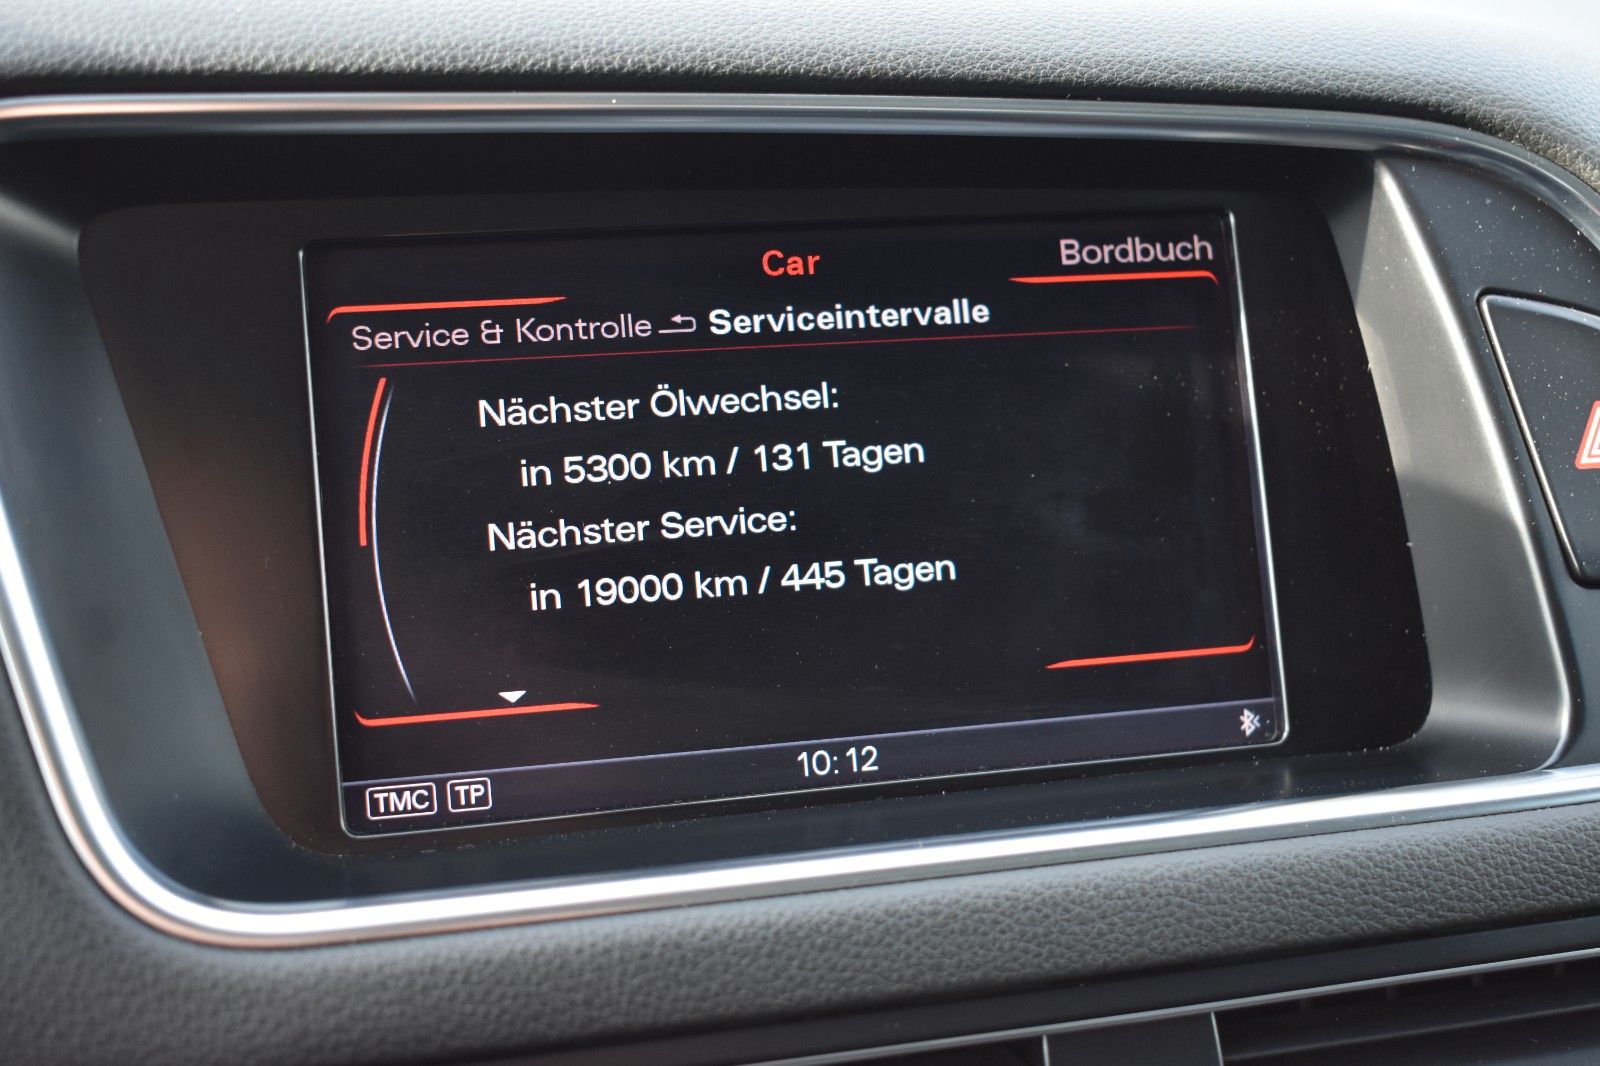 Car
Bordbuch
Service & Kontrolle Serviceintervalle
Nächster Ölwechsel:
in 5300 km / 131 Tagen
Nächster Service:
in 19000 km / 445 Tagen
10:12
TMC TP